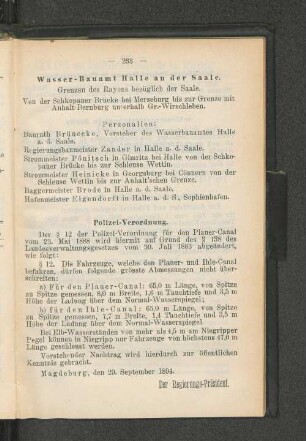 — 288 —
Wasser-Bauamt Halle an der Saale.
Grenzen des Rayons bezüglich der Saale.
Von der Schkopauer Brücke bei Merseburg bis zur Grenze mit
Anhalt-Bernburg unterhalb Gr.-Wirschleben.
Personalien:
Baurath Brünecke, Vorsteher des Wasserbauamtes Halle
a. d. Saale.
Regierungsbaumeister Zander in Halle a. d. Saale.
Strommeister Pönitsch in Gimritz bei Halle von der Schko-
pauer Brücke bis zur Schleuse Wettin.
Strommeister Heinicke in Georgsburg bei Cönnern von der
Schleuse Wettin bis zur Anhalt'schen Grenze.
Baggermeister Brode in Halle a. d. Saale.
Hafenmeister Elgendorff in Halle a. d. S., Sophienhafen.
Polizei-Verordnung.
Der § 12 der Polizei-Verordnung für den Plauer-Canal
vom 23. Mai 1888 wird hiermit auf Grund des § 138 des
Landesverwaltungsgesetzes vom 30. Juli 1883 abgeändert,
wie folgt:
§ 12. Die Fahrzeuge, welche den Plauer- und Ihle-Canal
befahren, dürfen folgende grösste Abmessungen nicht über-
schreiten:
a) Für den Plauer-Canal: 65,0 m Länge, von Spitze
zu Spitze gemessen, 8,0 m Breite, 1,6 m Tauchtiefe und 4,5 m
Höhe der Ladung über dem Normal-Wasserspiegel.
b) für den Ihle-Canal: 65,0 m Länge, von Spitze
zu Spitze gemessen, 7,5 m Breite, 1,4 m Tauchtiefe und 3,5 m
Höhe der Ladung über dem Normal-Wasserspiegel.
Bei Elb-Wasserständen von mehr als 4,5 m am Niegripper
Pegel können in Niegripp nur Fahrzeuge von höchstens 47,0 m
Länge geschleust werden.
Vorstehender Nachtrag wird hierdurch zur öffentlichen
Kenntniss gebracht.
Magdeburg, den 29. September 1894.
Der Regierungs-Präsident.